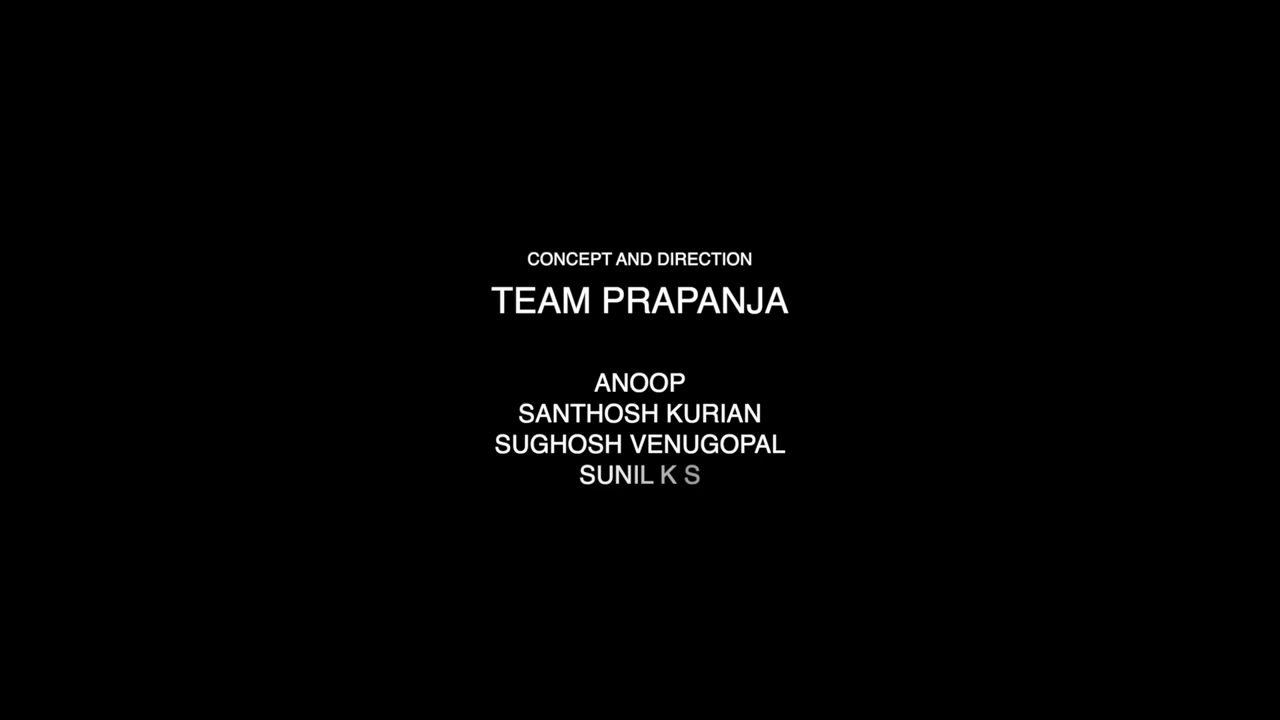 CONCEPT AND DIRECTION
TEAM PRAPANJA
ANOOP
SANTHOSH KURIAN
SUGHOSH VENUGOPAL
SUNIL K S